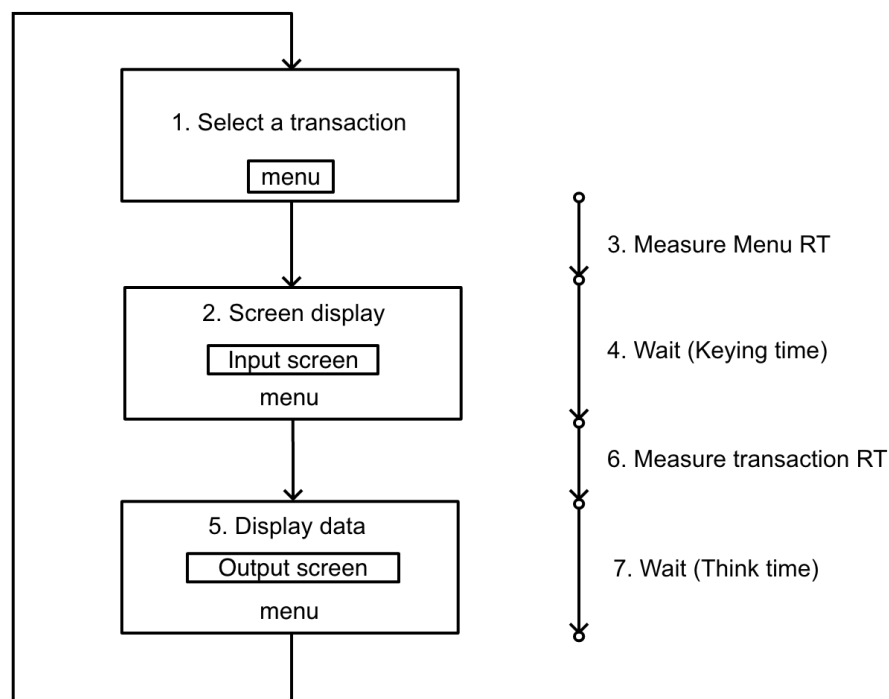 1. Select a transaction
menu
3. Measure Menu RT
2. Screen display
Input screen
menu
4. Wait (Keying time)
6. Measure transaction RT
5. Display data
Output screen
menu
7. Wait (Think time)